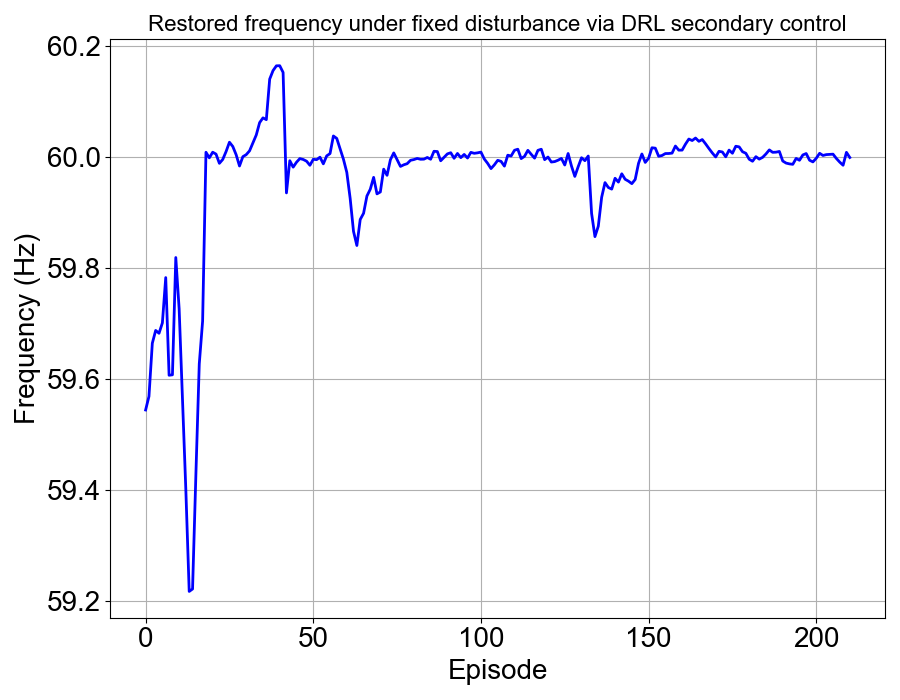 Restored frequency under fixed disturbance via DRL secondary control
60.2
60.0
59.8
59.6
59.4
59.2
Frequency (Hz)
0 50 100 150 200
Episode